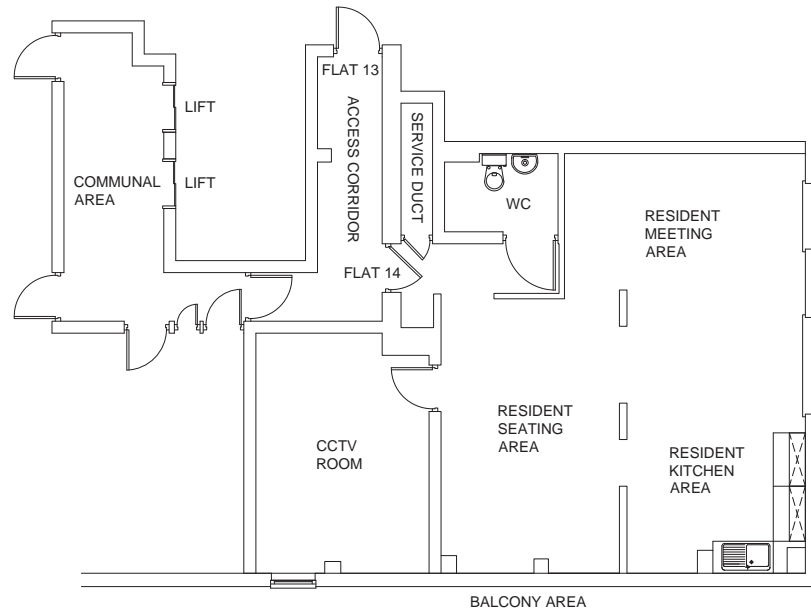 FLAT 13
LIFT
ACCESS CORRIDOR
SERVICE DUCT
COMMUNAL
AREA
LIFT
WC
RESIDENT
MEETING
AREA
FLAT 14
RESIDENT
SEATING
AREA
CCTV
ROOM
RESIDENT
KITCHEN
AREA
BALCONY AREA